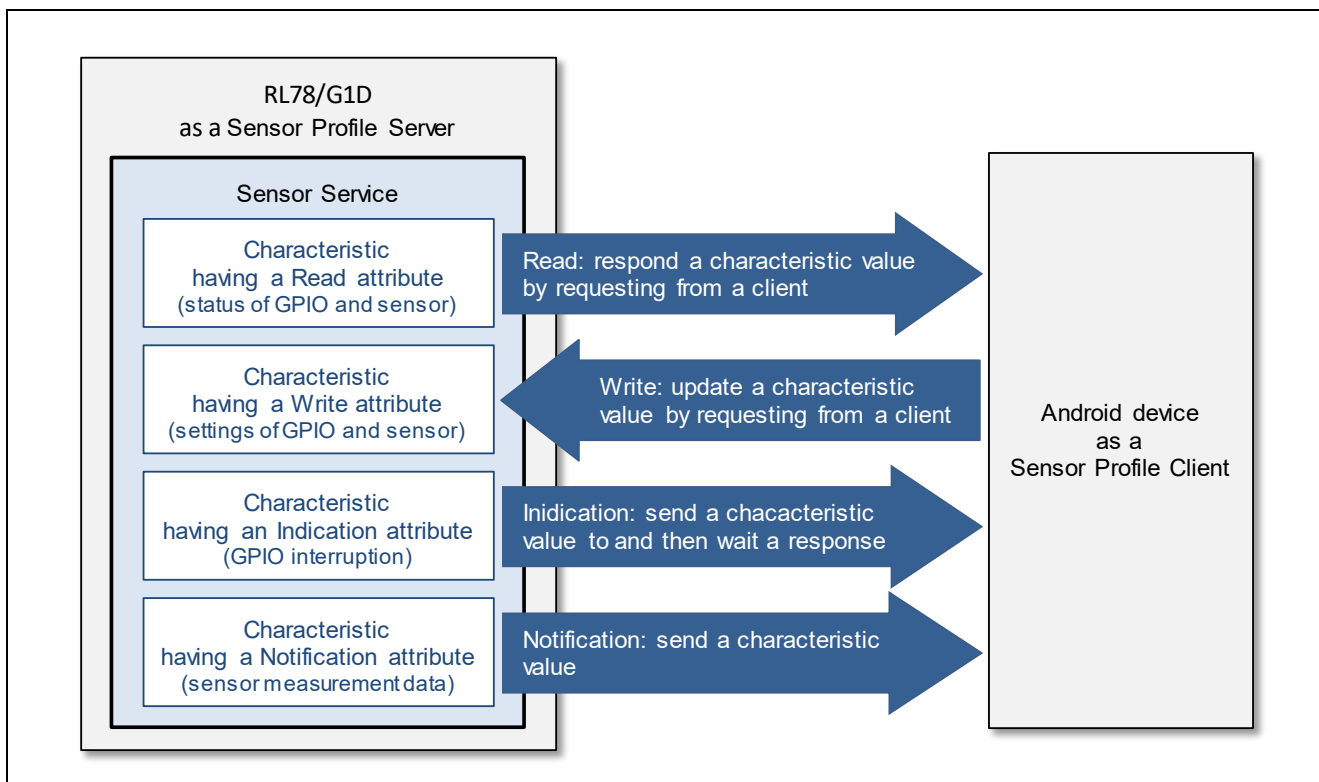 RL78/G1D
as a Sensor Profile Server
Sensor Service
Characteristic
having a Read attribute
(status of GPIO and sensor)
Read: respond a characteristic value
by requesting from a client
Characteristic
having a Write attribute
(settings of GPIO and sensor)
Write: update a characteristic
value by requesting from a client
Characteristic
having an Indication attribute
(GPIO interruption)
Inidication: send a chacacteristic
value to and then wait a response
Characteristic
having a Notification attribute
(sensor measurement data)
Notification: send a characteristic
value
Android device
as a
Sensor Profile Client